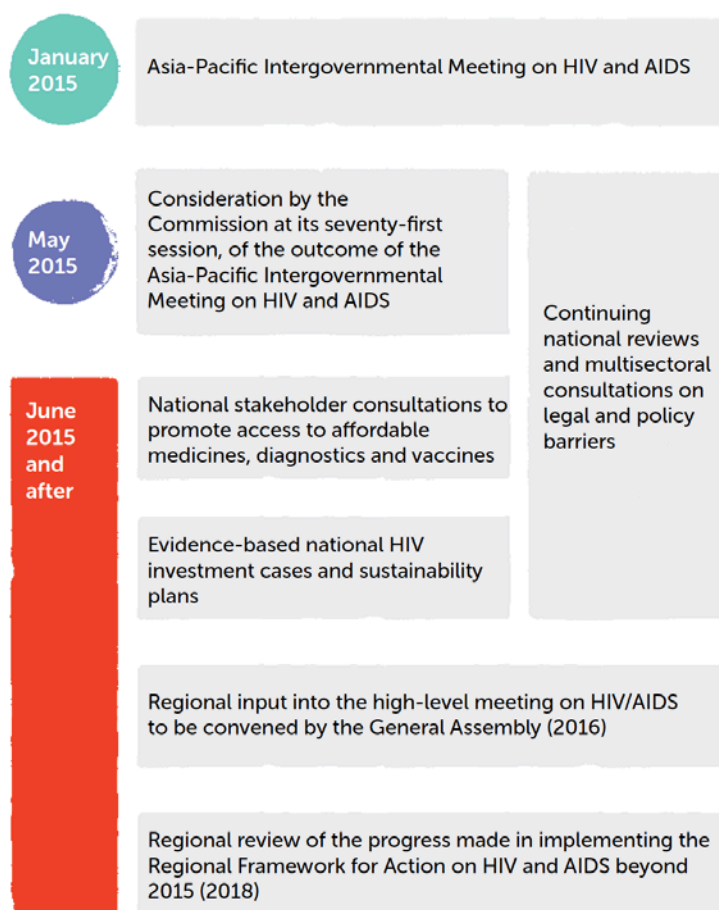 January
2015
Asia-Pacific Intergovernmental Meeting on HIV and AIDS
May
2015
Consideration by the
Commission at its seventy-first
session, of the outcome of the
Asia-Pacific Intergovernmental
Meeting on HIV and AIDS
Continuing
national reviews
and multisectoral
consultations on
legal and policy
barriers
June
2015
and
after
National stakeholder consultations to
promote access to affordable
medicines, diagnostics and vaccines
Evidence-based national HIV
investment cases and sustainability
plans
Regional input into the high-level meeting on HIV/AIDS
to be convened by the General Assembly (2016)
Regional review of the progress made in implementing the
Regional Framework for Action on HIV and AIDS beyond
2015 (2018)